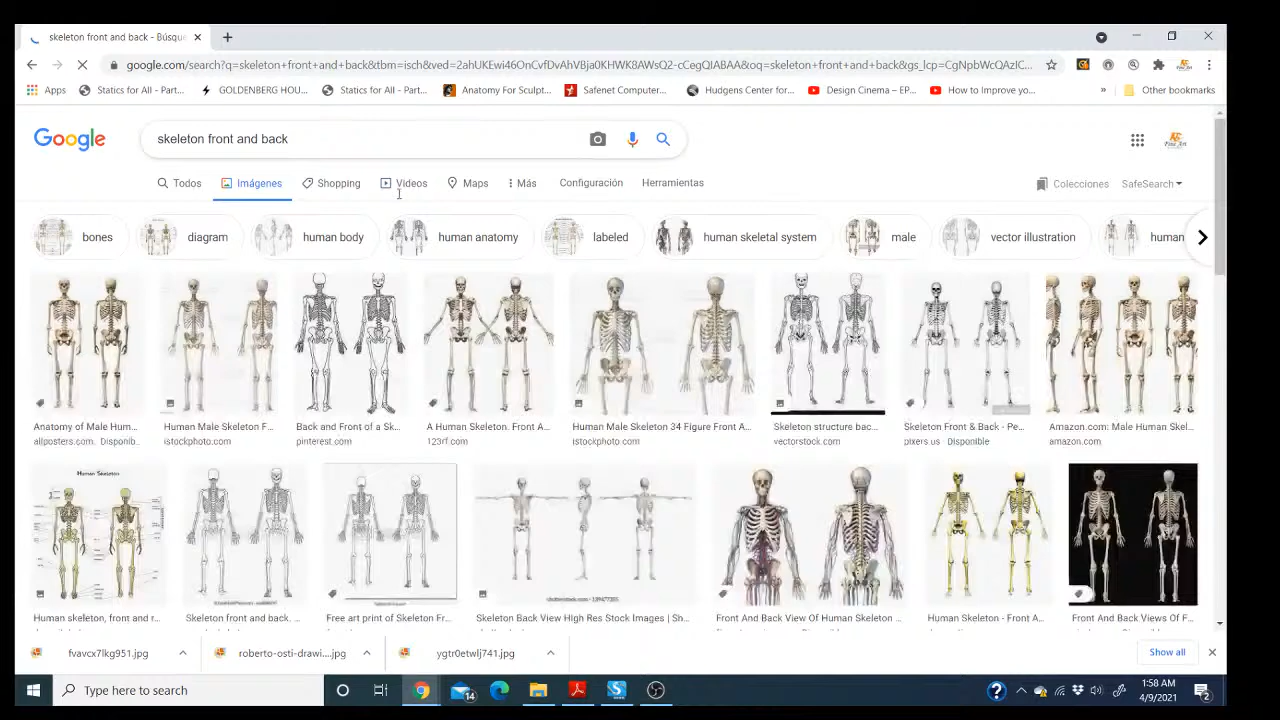 skeleton front and back - Búsque
google.com/search?q=skeleton+front+and+back&tbm=isch&ved=2ahUKEwi46OnCvfDvAhVBja0KHWK8AWsQ2-cCegQIABAA&oq=skeleton+front+and+back&gs_lcp=CgNpbWcQAzIC...
Apps Statics for All - Part... GOLDENBERG HOU... Statics for All - Part... Anatomy For Sculpt... Safenet Computer... Hudgens Center for... Design Cinema – EP... How to Improve yo... » Other bookmarks
Google skeleton front and back
Todos Imágenes Shopping Videos Maps Más Configuración Herramientas Colecciones SafeSearch
bones diagram human body human anatomy labeled human skeletal system male vector illustration human
Anatomy of Male Hum... Human Male Skeleton F... Back and Front of a Sk... A Human Skeleton. Front A... Human Male Skeleton 34 Figure Front A... Skeleton structure bac... Skeleton Front & Back - Pe... Amazon.com: Male Human Skel...
allposters.com. Disponib... istockphoto.com pinterest.com 123rf.com istockphoto.com vectorstock.com pixers.us · Disponible amazon.com
Human Skeleton
Human skeleton, front and r... Skeleton front and back. ... Free art print of Skeleton Fr... Skeleton Back View High Res Stock Images | Sh... Front And Back View Of Human Skeleton ... Human Skeleton - Front A... Front And Back Views Of F...
fvavcx7lkg951.jpg roberto-osti-drawi....jpg ygtr0etwlj741.jpg Show all
Type here to search 14 1:58 AM
4/9/2021 2